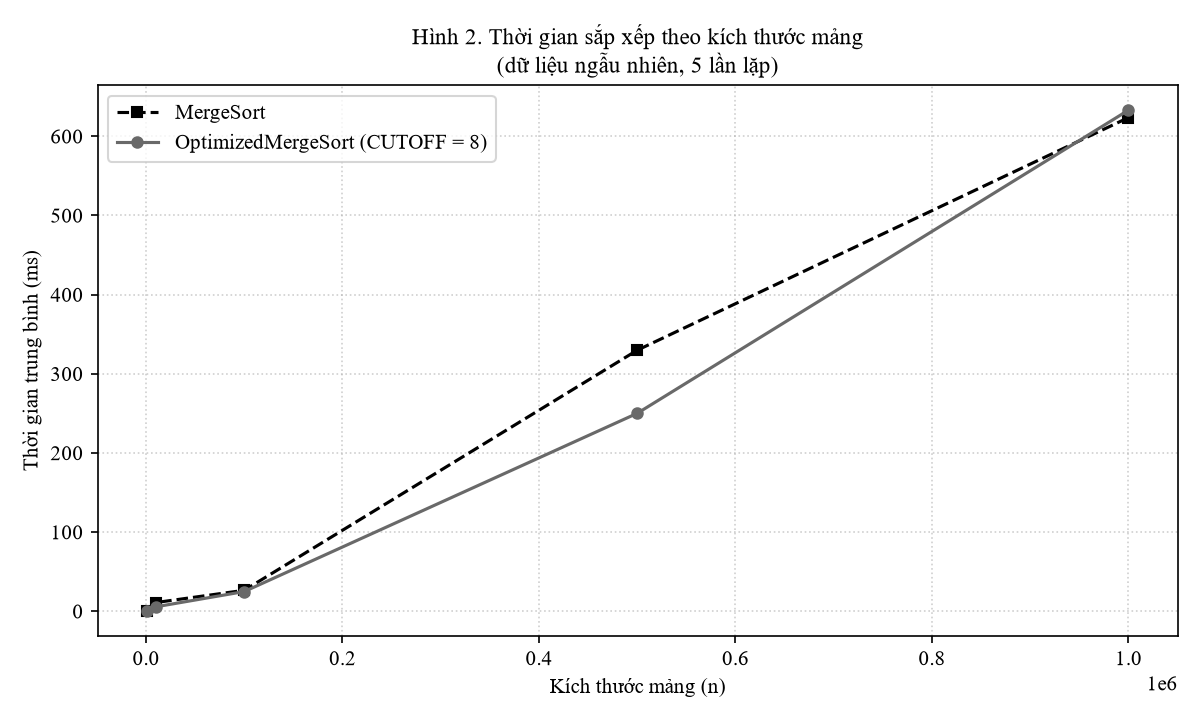 Hình 2. Thời gian sắp xếp theo kích thước mảng
(dữ liệu ngẫu nhiên, 5 lần lặp)
MergeSort
OptimizedMergeSort (CUTOFF = 8)
Thời gian trung bình (ms)
600
500
400
300
200
100
0
0.0
0.2
0.4
0.6
0.8
1.0
1e6
Kích thước mảng (n)